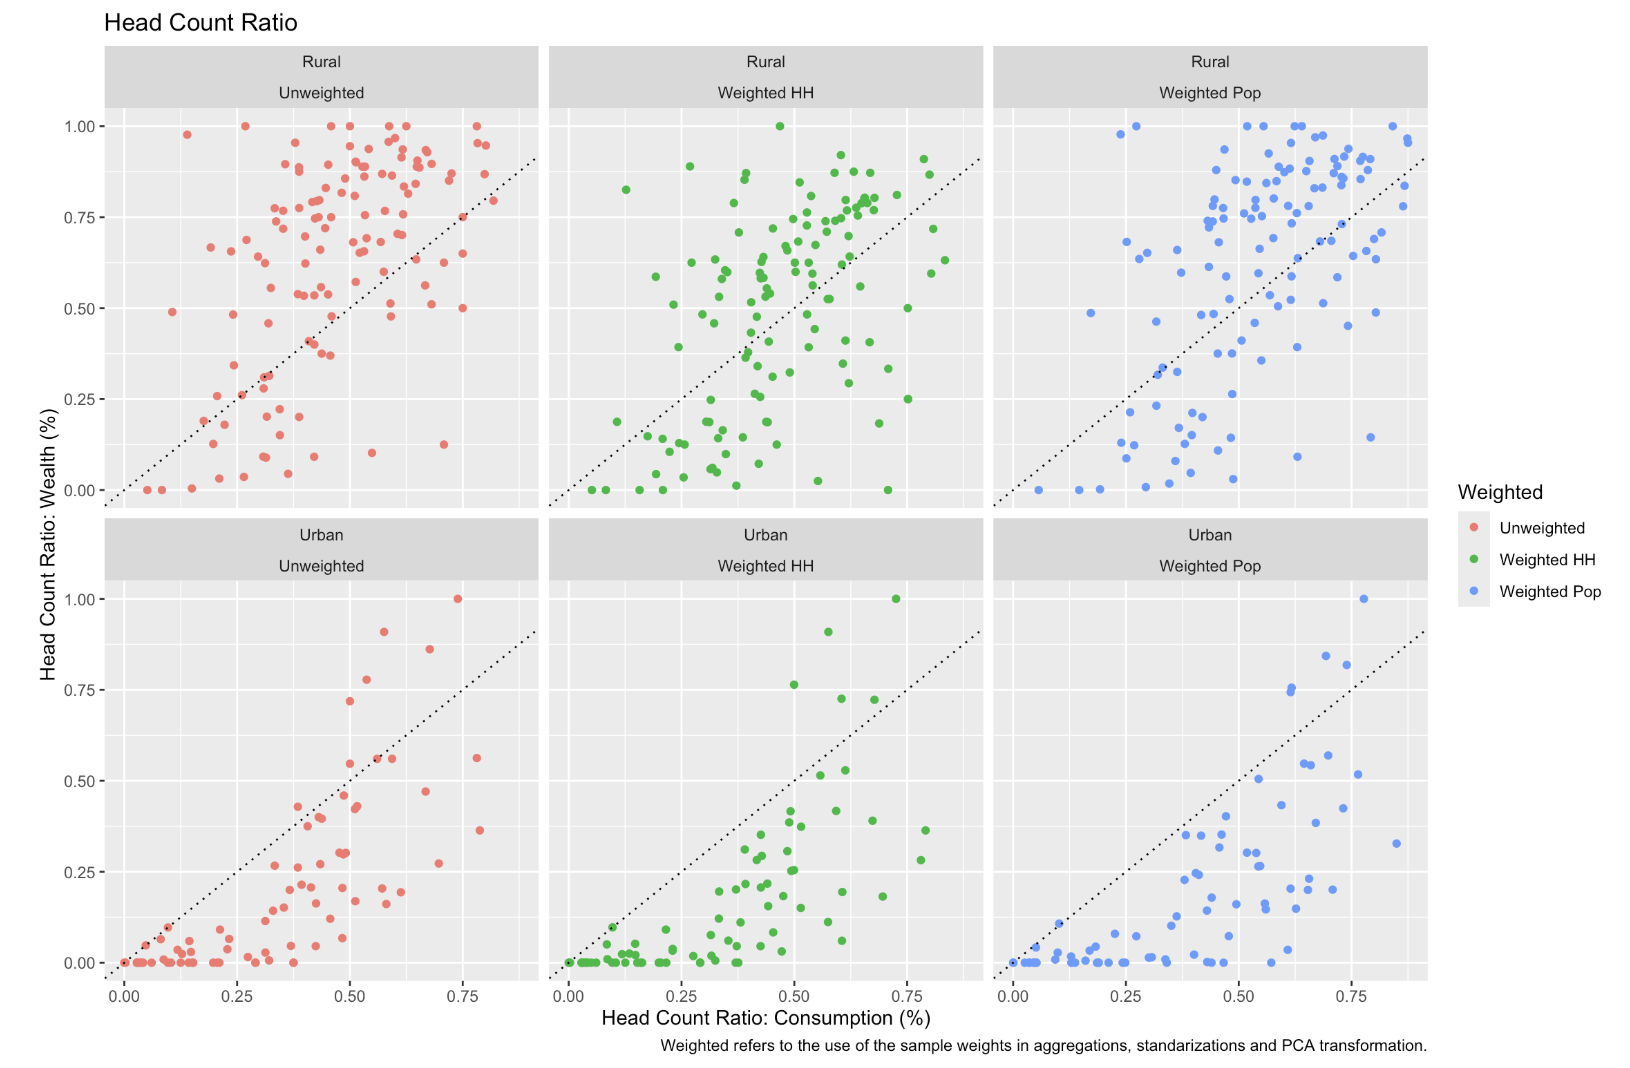 Head Count Ratio
Rural
Unweighted
Rural
Weighted HH
Rural
Weighted Pop
1.00
0.75
0.50
0.25
0.00
Urban
Unweighted
Urban
Weighted HH
Urban
Weighted Pop
1.00
0.75
0.50
0.25
0.00
0.00 0.25 0.50 0.75
0.00 0.25 0.50 0.75
0.00 0.25 0.50 0.75
Head Count Ratio: Wealth (%)
Head Count Ratio: Consumption (%)
Weighted refers to the use of the sample weights in aggregations, standarizations and PCA transformation.
Weighted
Unweighted
Weighted HH
Weighted Pop